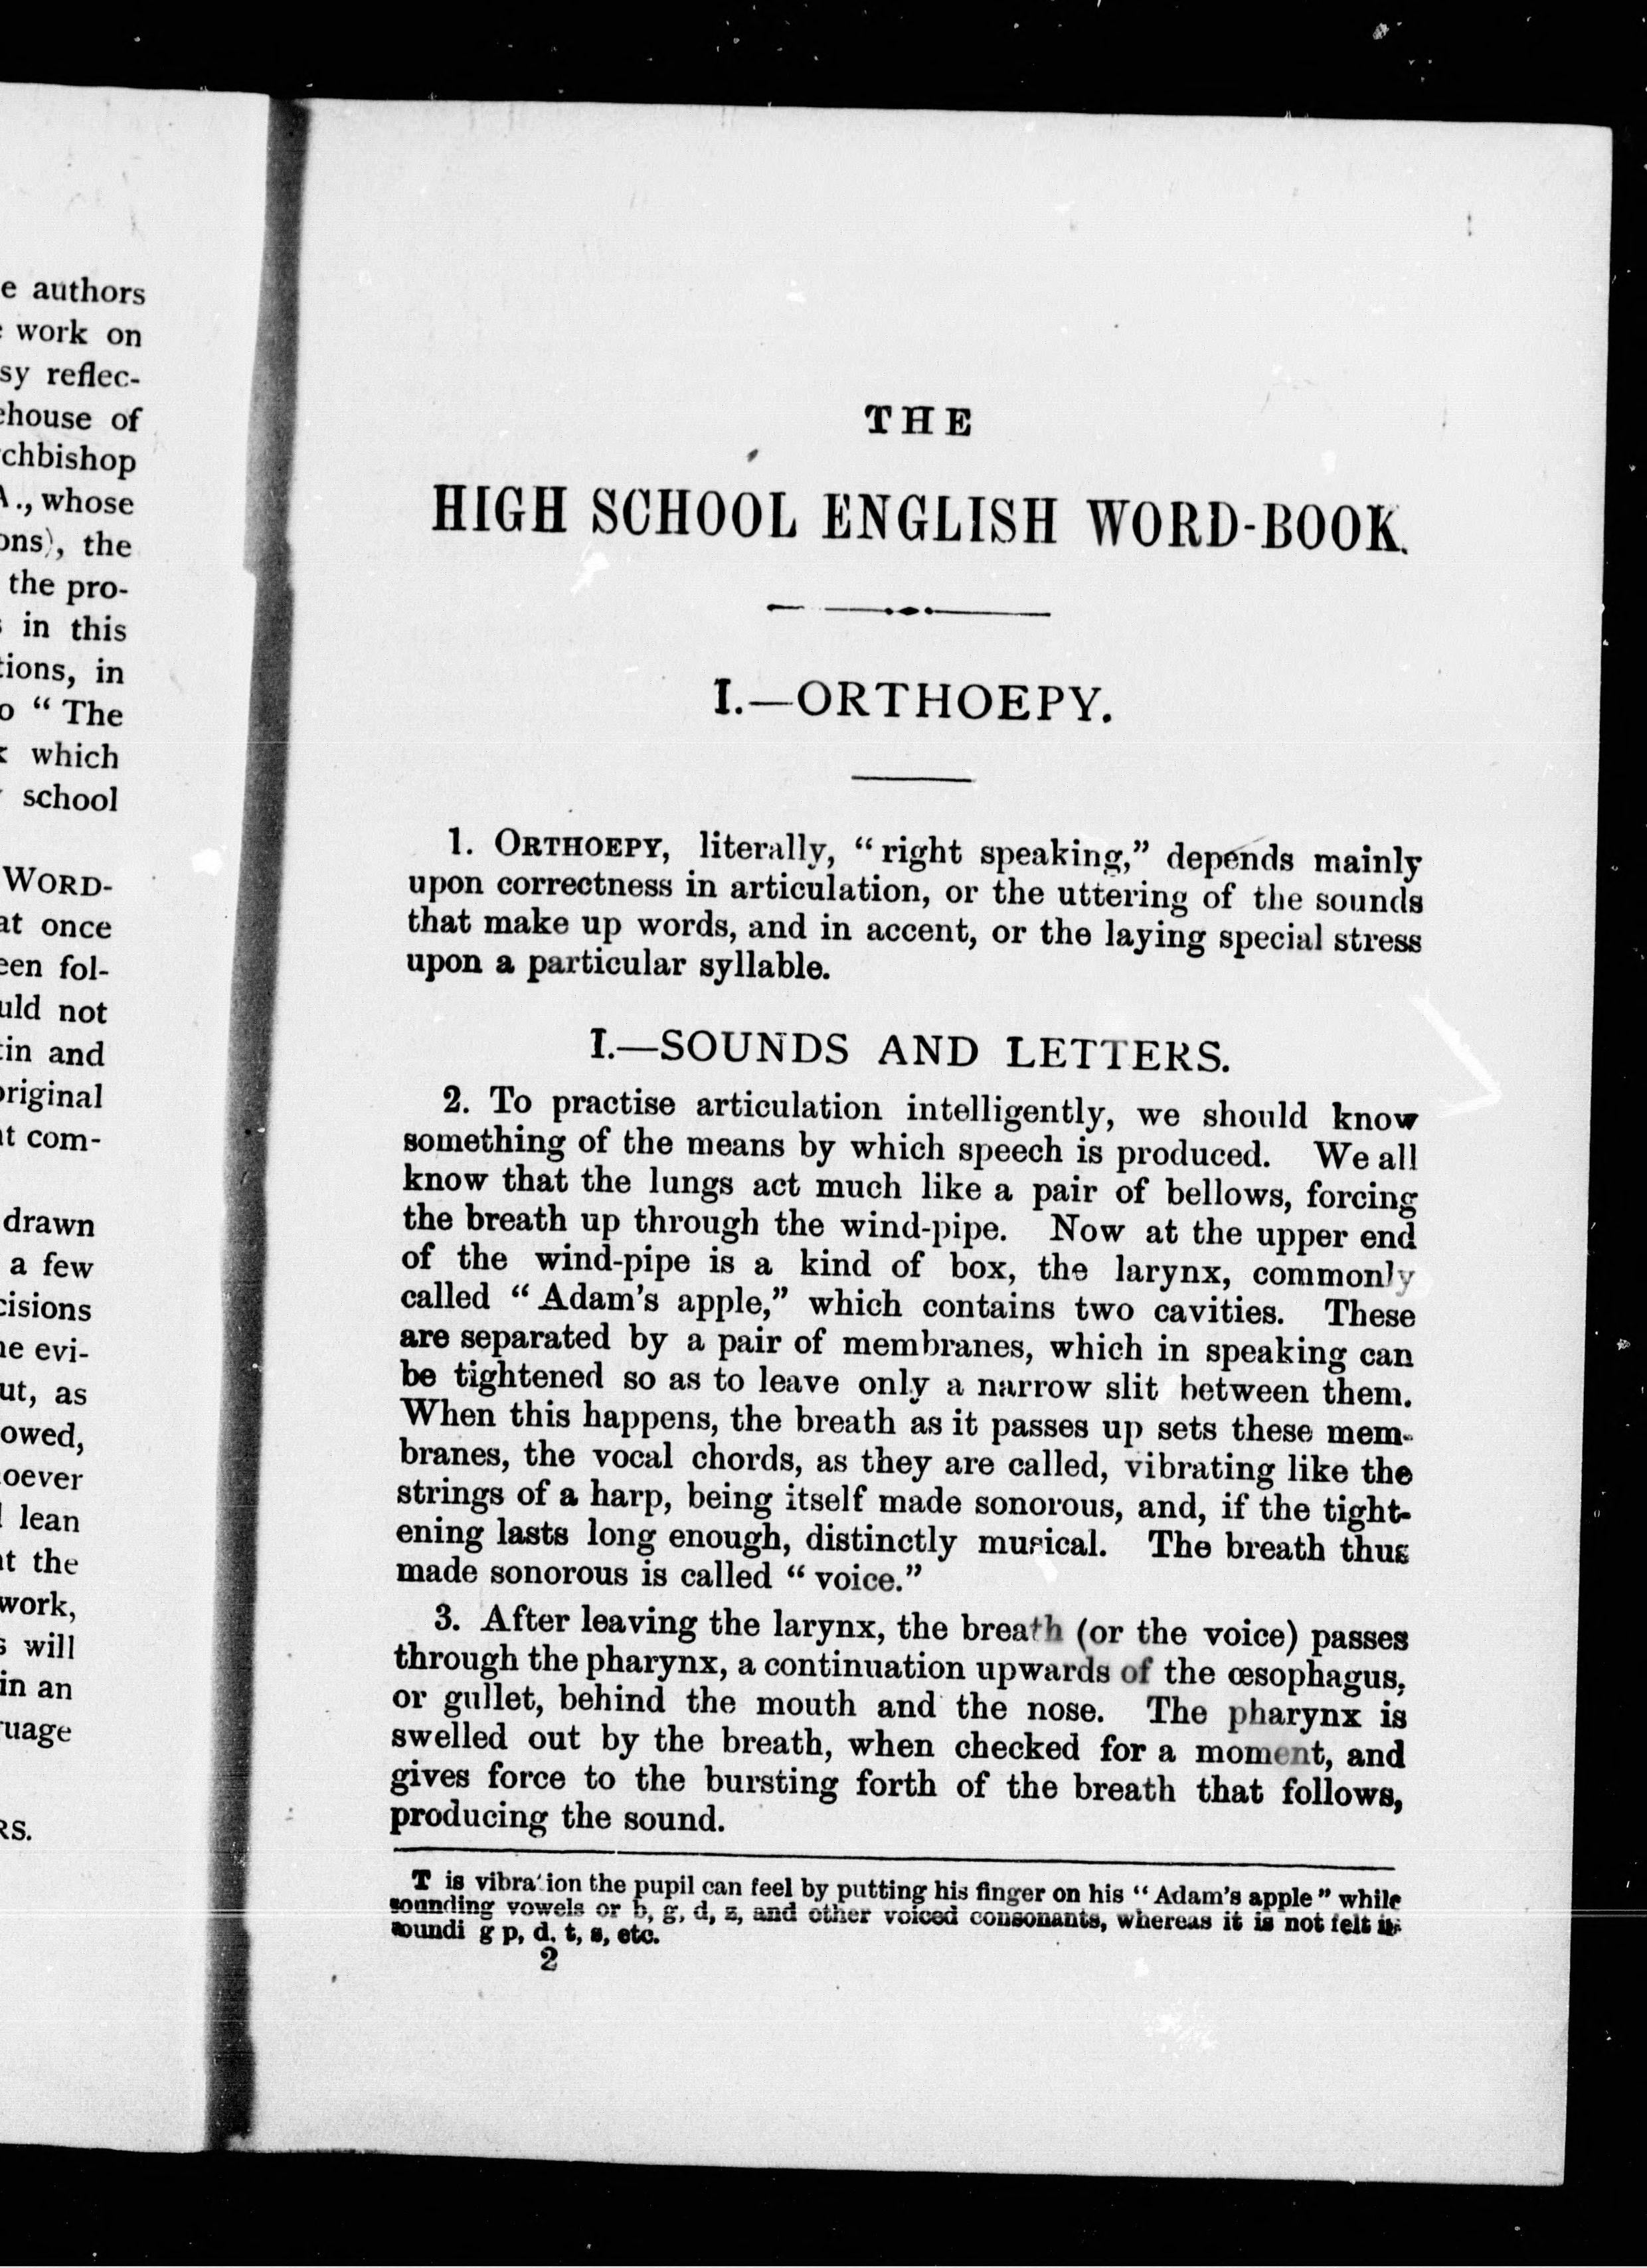 e authors
work on
sy reflec-
ehouse of
chbishop
A., whose
ons), the
the pro-
in this
tions, in
o "The
which
school
WORD-
at once
een fol-
uld not
tin and
original
at com-
drawn
a few
cisions
ne evi-
ut, as
owed,
oever
lean
at the
work,
will
in an
uage
RS.
THE
HIGH SCHOOL ENGLISH WORD-BOOK.
I.—ORTHOEPY.
1. ORTHOEPY, literally, "right speaking," depends mainly
upon correctness in articulation, or the uttering of the sounds
that make up words, and in accent, or the laying special stress
upon a particular syllable.
I.—SOUNDS AND LETTERS.
2. To practise articulation intelligently, we should know
something of the means by which speech is produced. We all
know that the lungs act much like a pair of bellows, forcing
the breath up through the wind-pipe. Now at the upper end
of the wind-pipe is a kind of box, the larynx, commonly
called "Adam's apple," which contains two cavities. These
are separated by a pair of membranes, which in speaking can
be tightened so as to leave only a narrow slit between them.
When this happens, the breath as it passes up sets these mem-
branes, the vocal chords, as they are called, vibrating like the
strings of a harp, being itself made sonorous, and, if the tight-
ening lasts long enough, distinctly musical. The breath thus
made sonorous is called "voice."
3. After leaving the larynx, the breath (or the voice) passes
through the pharynx, a continuation upwards of the œsophagus,
or gullet, behind the mouth and the nose. The pharynx is
swelled out by the breath, when checked for a moment, and
gives force to the bursting forth of the breath that follows,
producing the sound.
T is vibra ion the pupil can feel by putting his finger on his "Adam's apple" while
sounding vowels or b, g, d, z, and other voiced consonants, whereas it is not felt in
soundi g p, d, t, s, etc.
2